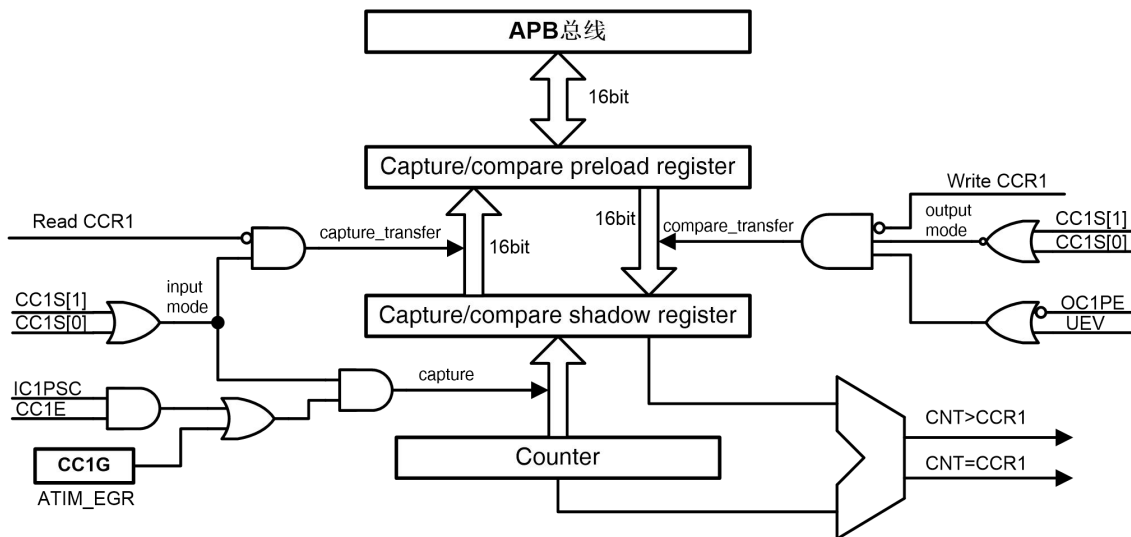 APB总线
16bit
Capture/compare preload register
Write CCR1
Read CCR1
capture_transfer
16bit
16bit
compare_transfer
output
mode
CC1S[1]
CC1S[0]
CC1S[1]
CC1S[0]
input
mode
Capture/compare shadow register
OC1PE
UEV
IC1PSC
CC1E
capture
CNT>CCR1
CC1G
Counter
CNT=CCR1
ATIM_EGR